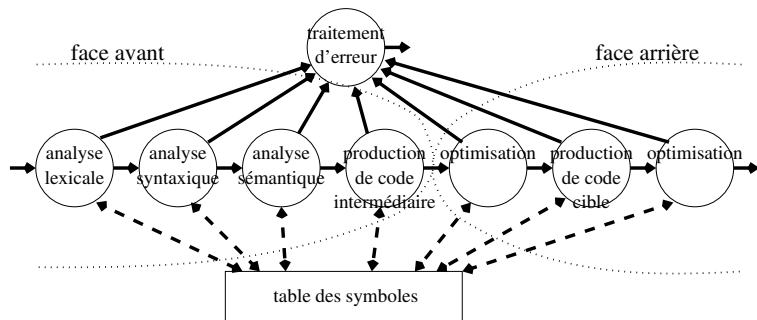 traitement
d'erreur
face avant
face arrière
analyse
lexicale
analyse
syntaxique
analyse
sémantique
production
de code
intermédiaire
optimisation
production
de code
cible
optimisation
table des symboles